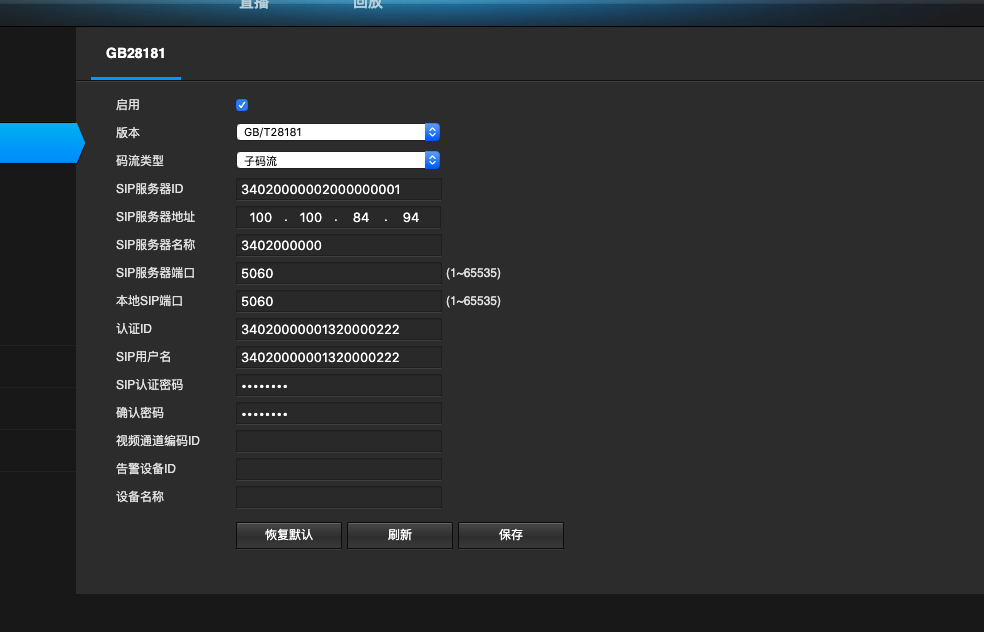 直播 回放
GB28181
启用
版本 GB/T28181
码流类型 子码流
SIP服务器ID 34020000002000000001
SIP服务器地址 100 . 100 . 84 . 94
SIP服务器名称 3402000000
SIP服务器端口 5060 (1~65535)
本地SIP端口 5060 (1~65535)
认证ID 34020000001320000222
SIP用户名 34020000001320000222
SIP认证密码 ••••••••
确认密码 ••••••••
视频通道编码ID
告警设备ID
设备名称
恢复默认 刷新 保存